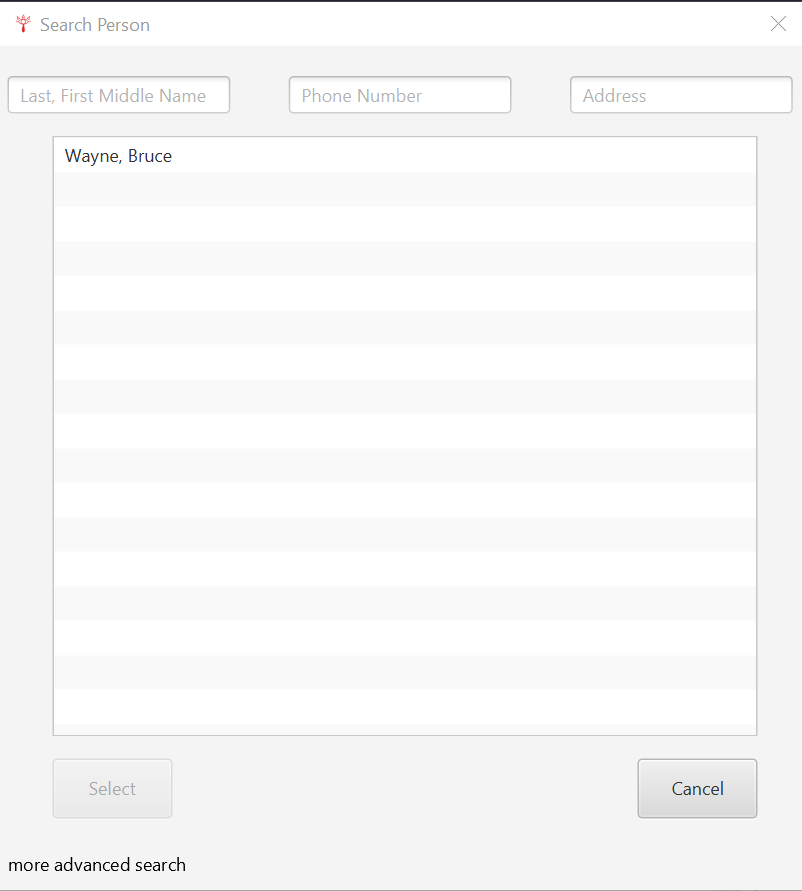 Search Person
Last, First Middle Name
Phone Number
Address
Wayne, Bruce
Select
Cancel
more advanced search